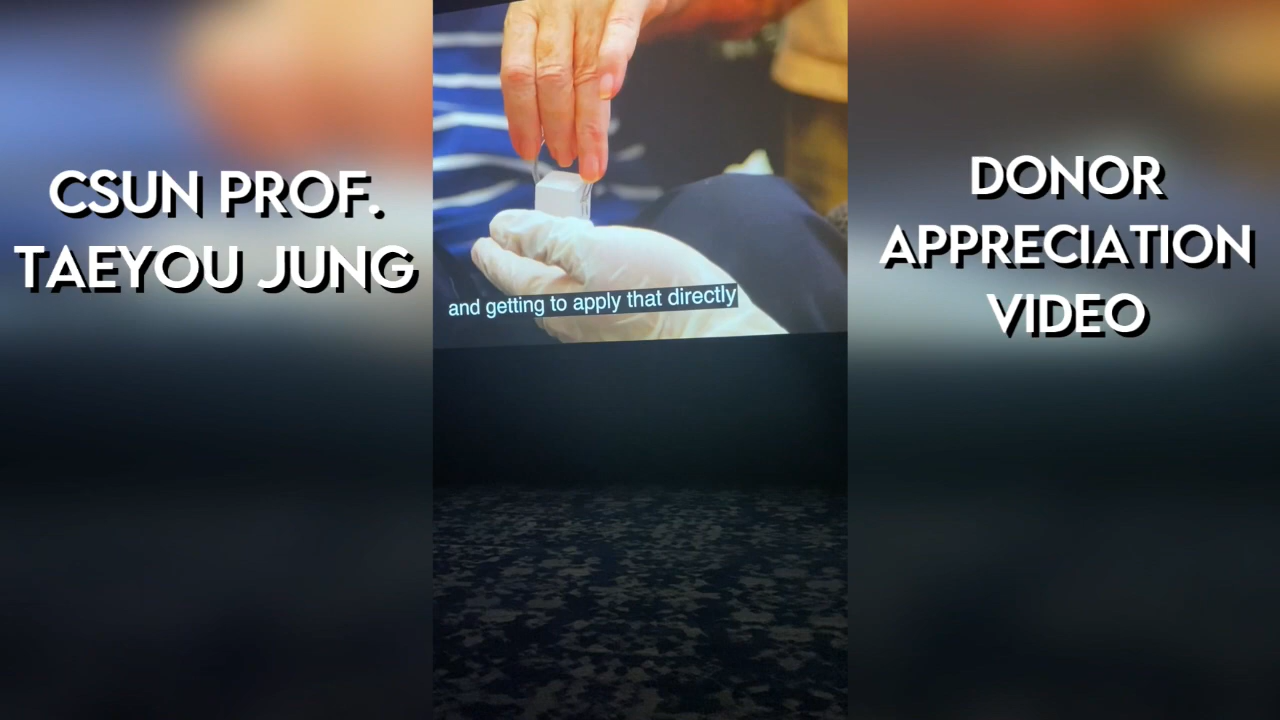 CSUN PROF.
TAEYOU JUNG
and getting to apply that directly
DONOR
APPRECIATION
VIDEO